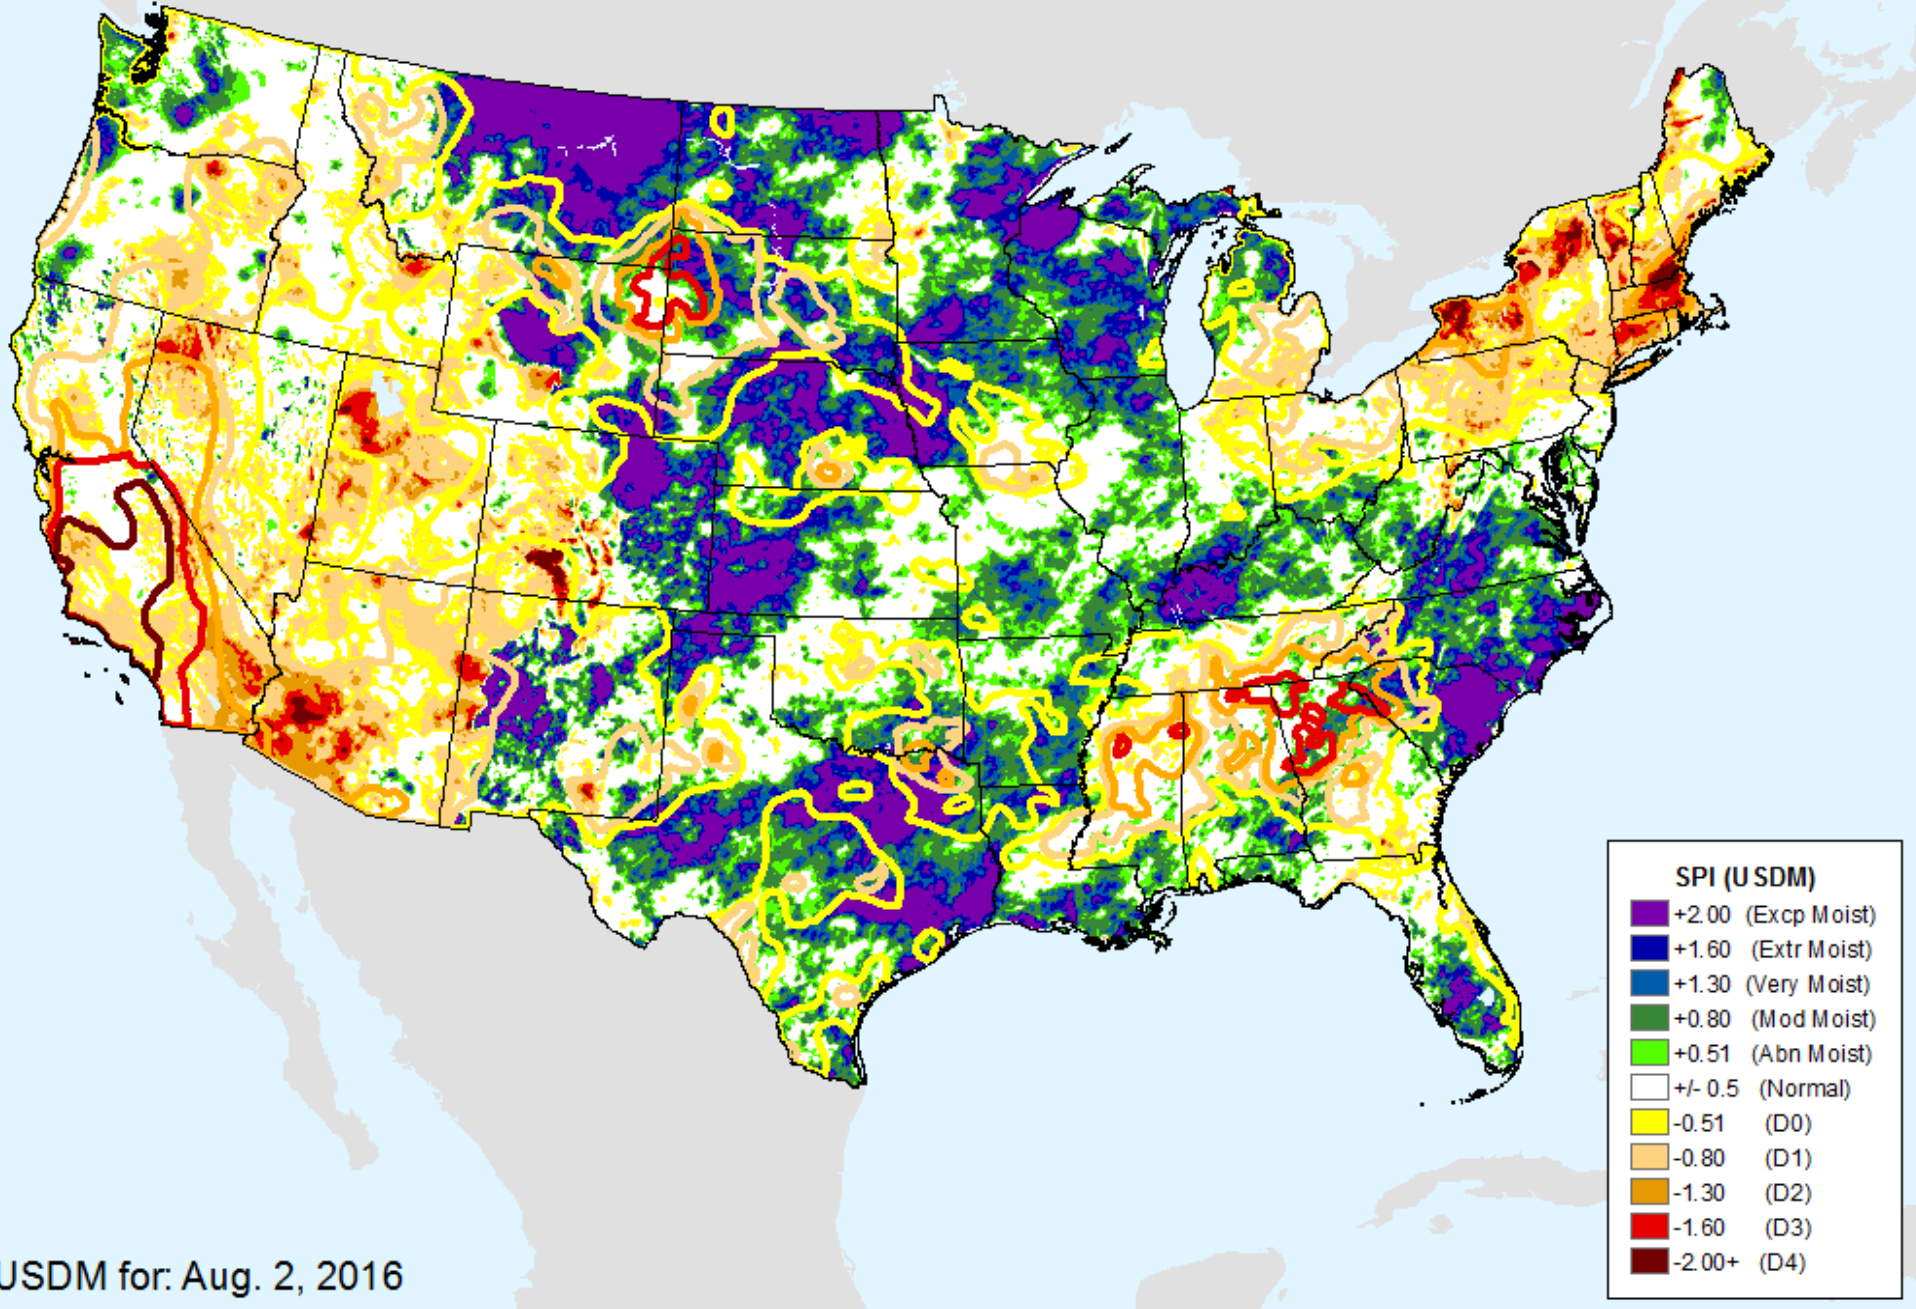 SPI (USDM)
+2.00 (Excp Moist)
+1.60 (Extr Moist)
+1.30 (Very Moist)
+0.80 (Mod Moist)
+0.51 (Abn Moist)
+/- 0.5 (Normal)
-0.51 (D0)
-0.80 (D1)
-1.30 (D2)
-1.60 (D3)
-2.00+ (D4)
USDM for: Aug. 2, 2016